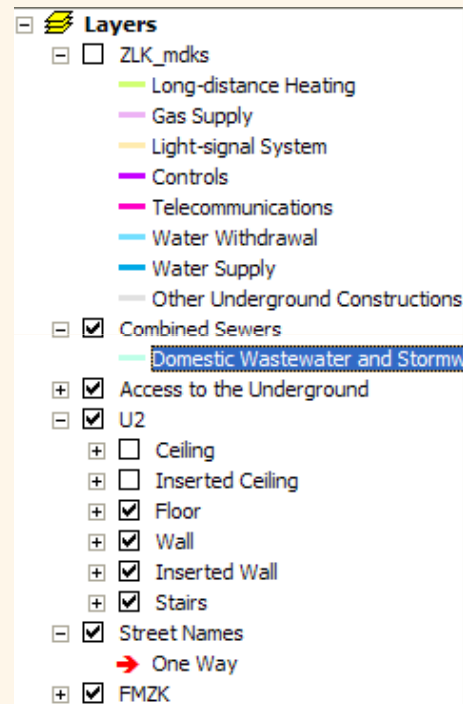 Layers
ZLK_mdks
Long-distance Heating
Gas Supply
Light-signal System
Controls
Telecommunications
Water Withdrawal
Water Supply
Other Underground Constructions
Combined Sewers
Domestic Wastewater and Stormw
Access to the Underground
U2
Ceiling
Inserted Ceiling
Floor
Wall
Inserted Wall
Stairs
Street Names
One Way
FMZK